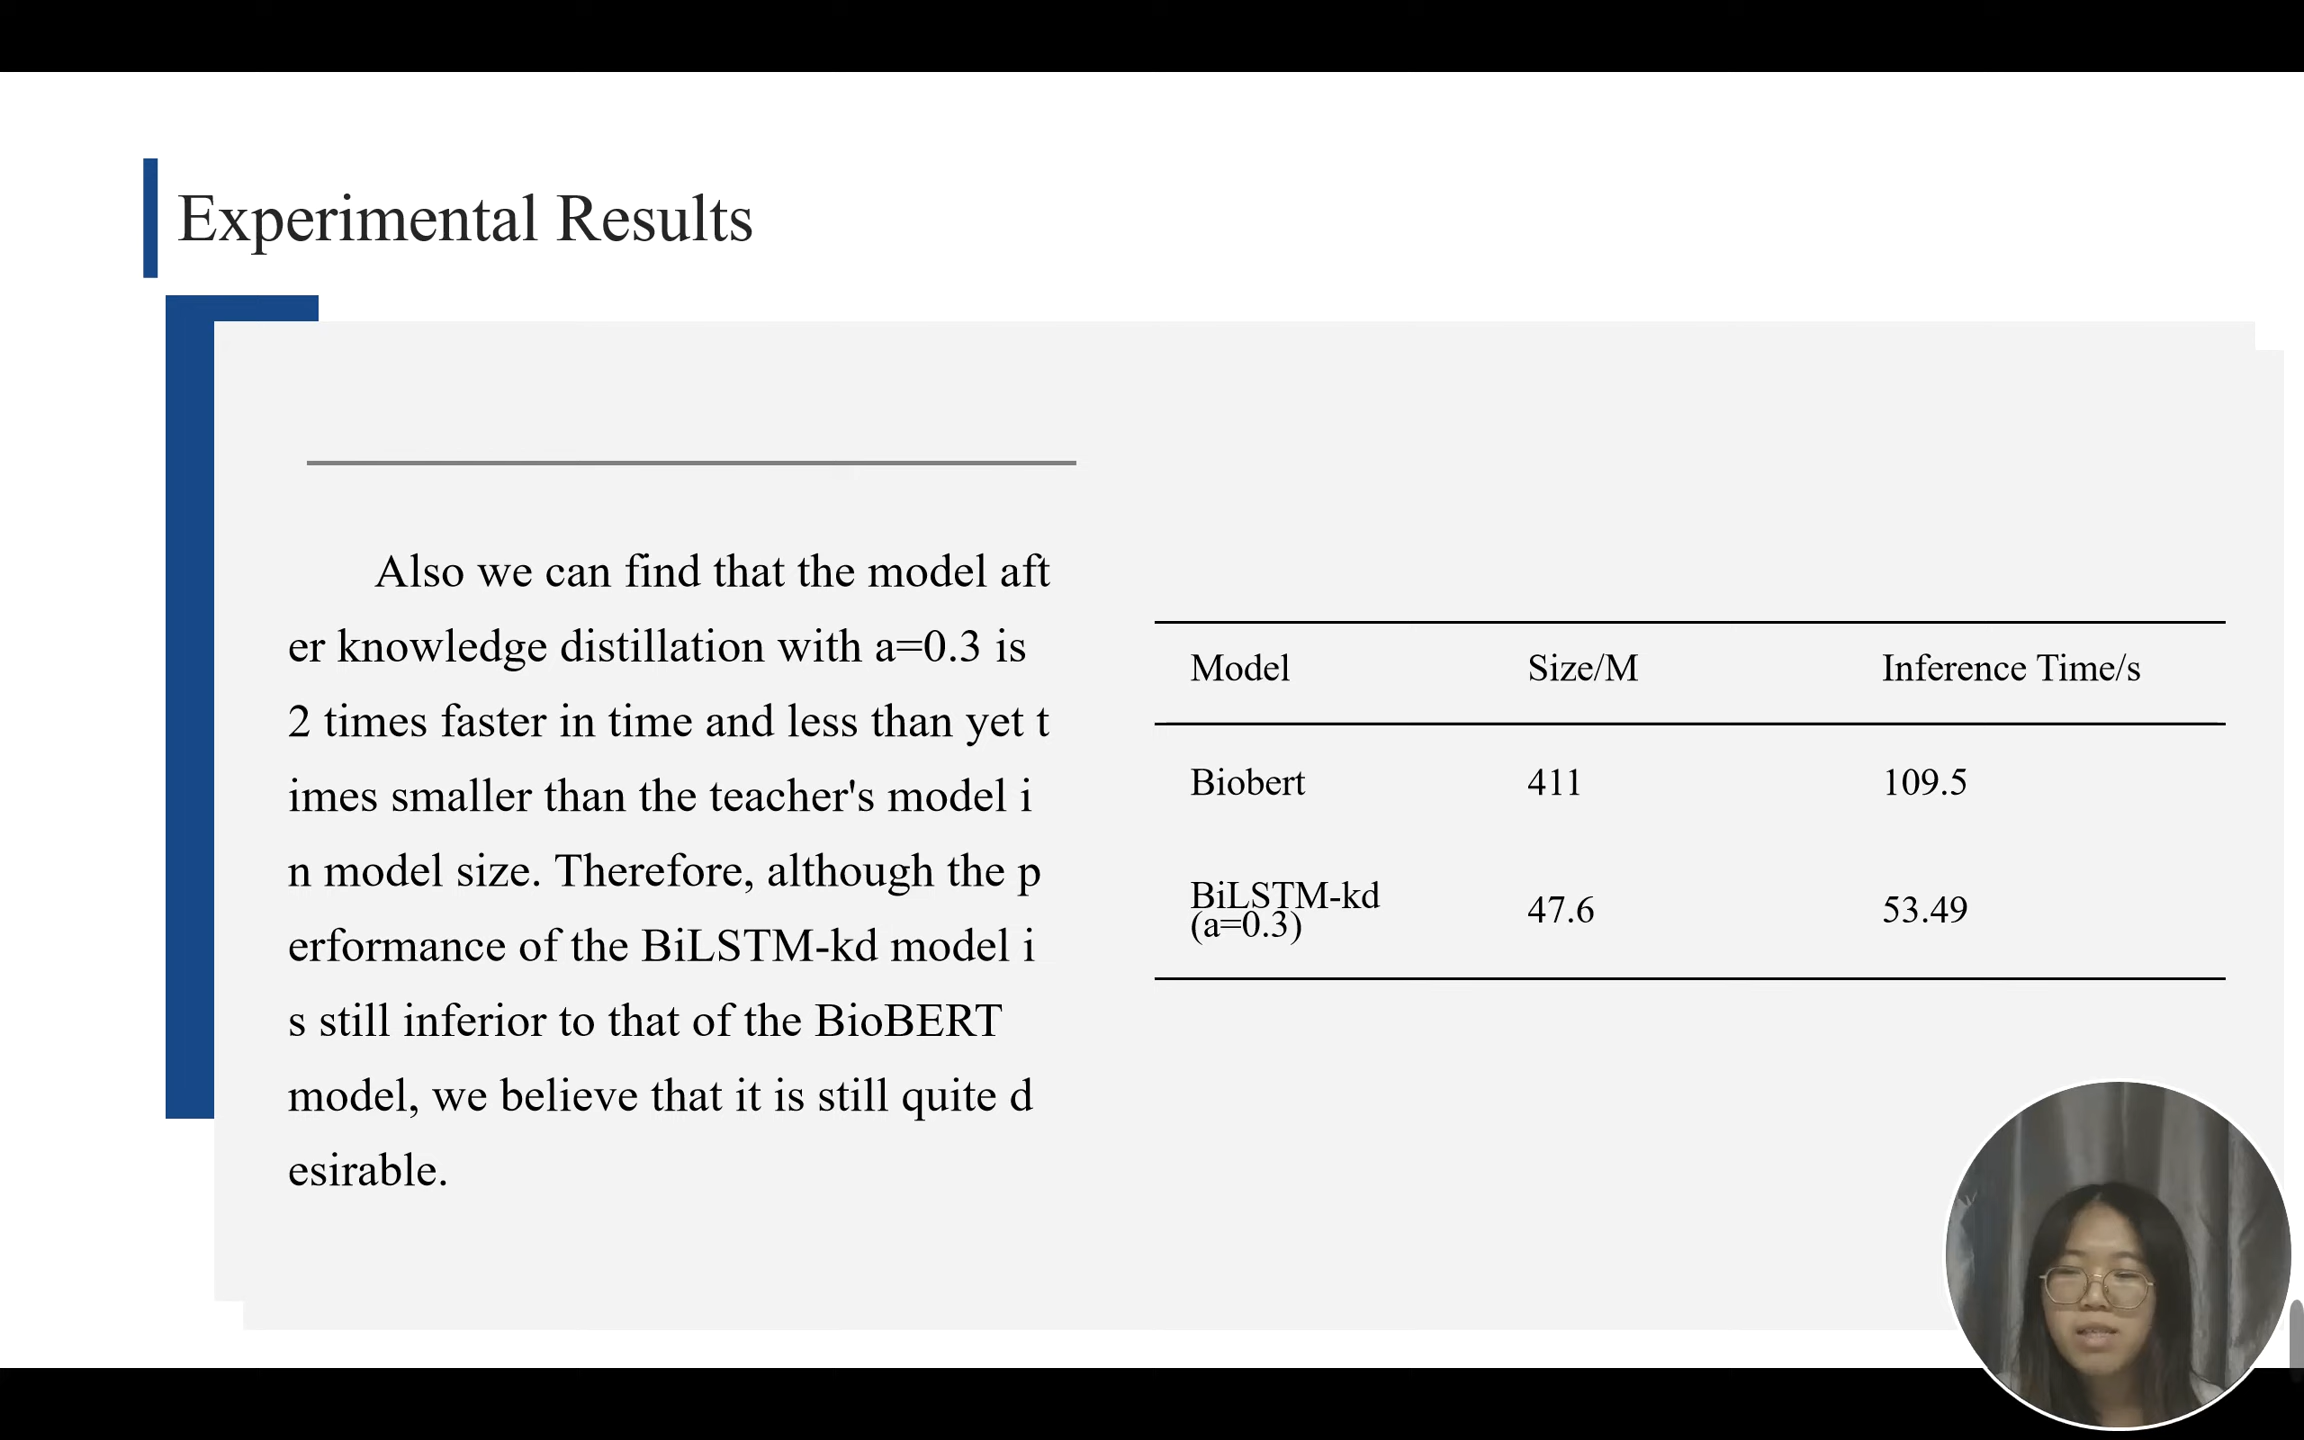 Experimental Results
Also we can find that the model aft
er knowledge distillation with a=0.3 is
2 times faster in time and less than yet t
imes smaller than the teacher's model i
n model size. Therefore, although the p
erformance of the BiLSTM-kd model i
s still inferior to that of the BioBERT
model, we believe that it is still quite d
esirable.
Model Size/M Inference Time/s
Biobert 411 109.5
BiLSTM-kd
(a=0.3) 47.6 53.49